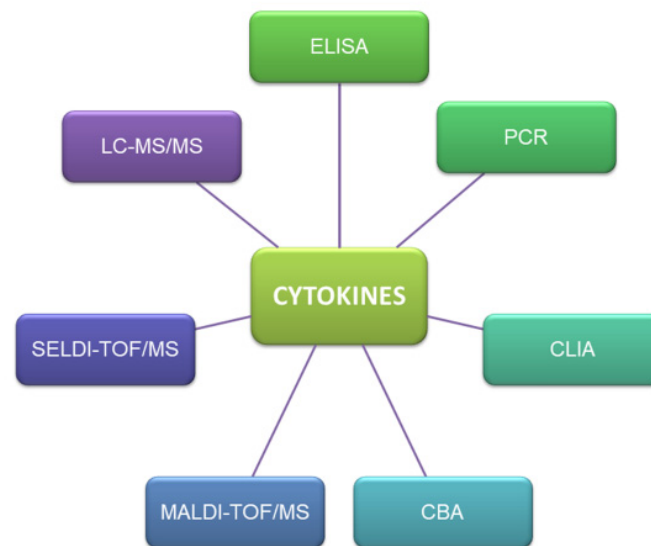 ELISA
LC-MS/MS
PCR
CYTOKINES
SELDI-TOF/MS
CLIA
MALDI-TOF/MS
CBA